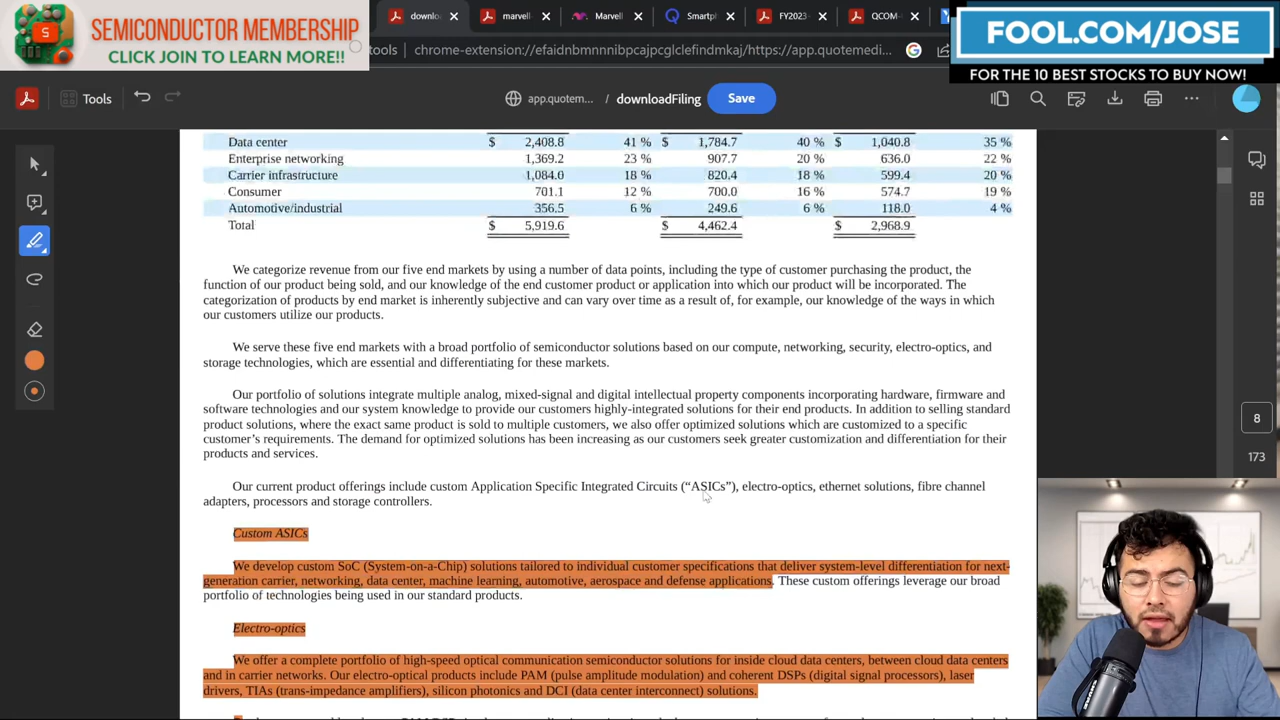 SEMICONDUCTOR MEMBERSHIP
CLICK JOIN TO LEARN MORE!!
downlo
marvell
Marvell
Smartph
FY2023-
QCOM-
FOOL.COM/JOSE
FOR THE 10 BEST STOCKS TO BUY NOW!
tools
chrome-extension://efaidnbmnnnibpcajpcglclefindmkaj/https://app.quotemedi...
Tools
app.quotem...
/ downloadFiling
Save
Data center $ 2,408.8 41 % $ 1,784.7 40 % $ 1,040.8 35 %
Enterprise networking 1,369.2 23 % 907.7 20 % 636.0 22 %
Carrier infrastructure 1,084.0 18 % 820.4 18 % 599.4 20 %
Consumer 701.1 12 % 700.0 16 % 574.7 19 %
Automotive/industrial 356.5 6 % 249.6 6 % 118.0 4 %
Total $ 5,919.6 $ 4,462.4 $ 2,968.9
We categorize revenue from our five end markets by using a number of data points, including the type of customer purchasing the product, the
function of our product being sold, and our knowledge of the end customer product or application into which our product will be incorporated. The
categorization of products by end market is inherently subjective and can vary over time as a result of, for example, our knowledge of the ways in which
our customers utilize our products.
We serve these five end markets with a broad portfolio of semiconductor solutions based on our compute, networking, security, electro-optics, and
storage technologies, which are essential and differentiating for these markets.
Our portfolio of solutions integrate multiple analog, mixed-signal and digital intellectual property components incorporating hardware, firmware and
software technologies and our system knowledge to provide our customers highly-integrated solutions for their end products. In addition to selling standard
product solutions, where the exact same product is sold to multiple customers, we also offer optimized solutions which are customized to a specific
customer's requirements. The demand for optimized solutions has been increasing as our customers seek greater customization and differentiation for their
products and services.
Our current product offerings include custom Application Specific Integrated Circuits (“ASICs”), electro-optics, ethernet solutions, fibre channel
adapters, processors and storage controllers.
Custom ASICs
We develop custom SoC (System-on-a-Chip) solutions tailored to individual customer specifications that deliver system-level differentiation for next-
generation carrier, networking, data center, machine learning, automotive, aerospace and defense applications. These custom offerings leverage our broad
portfolio of technologies being used in our standard products.
Electro-optics
We offer a complete portfolio of high-speed optical communication semiconductor solutions for inside cloud data centers, between cloud data centers
and in carrier networks. Our electro-optical products include PAM (pulse amplitude modulation) and coherent DSPs (digital signal processors), laser
drivers, TIAs (trans-impedance amplifiers), silicon photonics and DCI (data center interconnect) solutions.
8
173